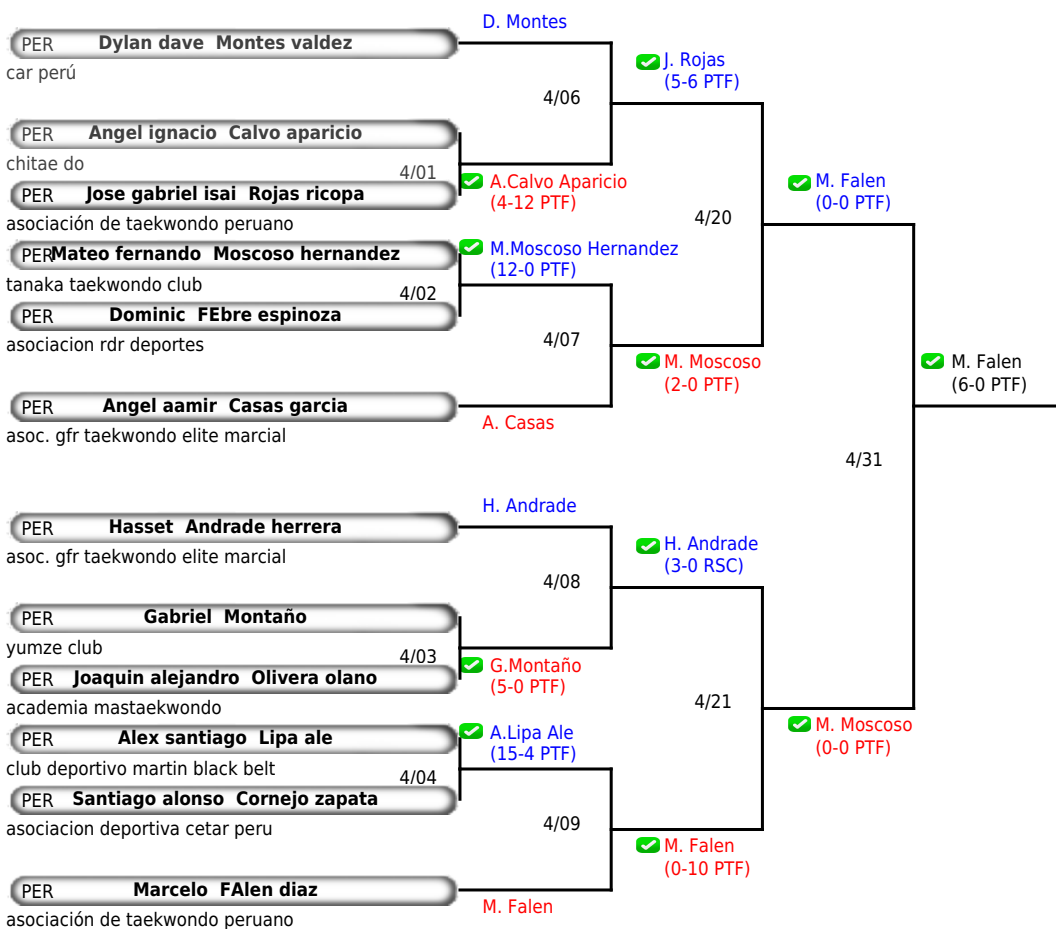 D. Montes
PER Dylan dave Montes valdez
car perú
J. Rojas
(5-6 PTF)
4/06
PER Angel ignacio Calvo aparicio
chitae do
4/01
A.Calvo Aparicio
(4-12 PTF)
PER Jose gabriel isai Rojas ricopa
asociación de taekwondo peruano
M. Falen
(0-0 PTF)
4/20
PER Mateo fernando Moscoso hernandez
tanaka taekwondo club
M.Moscoso Hernandez
(12-0 PTF)
4/02
PER Dominic FEbre espinoza
asociacion rdr deportes
4/07
M. Moscoso
(2-0 PTF)
M. Falen
(6-0 PTF)
PER Angel aamir Casas garcia
asoc. gfr taekwondo elite marcial
A. Casas
4/31
H. Andrade
PER Hasset Andrade herrera
asoc. gfr taekwondo elite marcial
H. Andrade
(3-0 RSC)
4/08
PER Gabriel Montaño
yumze club
4/03
G.Montaño
(5-0 PTF)
PER Joaquin alejandro Olivera olano
academia mastaekwondo
4/21
M. Moscoso
(0-0 PTF)
PER Alex santiago Lipa ale
club deportivo martin black belt
A.Lipa Ale
(15-4 PTF)
4/04
PER Santiago alonso Cornejo zapata
asociacion deportiva cetar peru
4/09
M. Falen
(0-10 PTF)
PER Marcelo FAlen diaz
asociación de taekwondo peruano
M. Falen